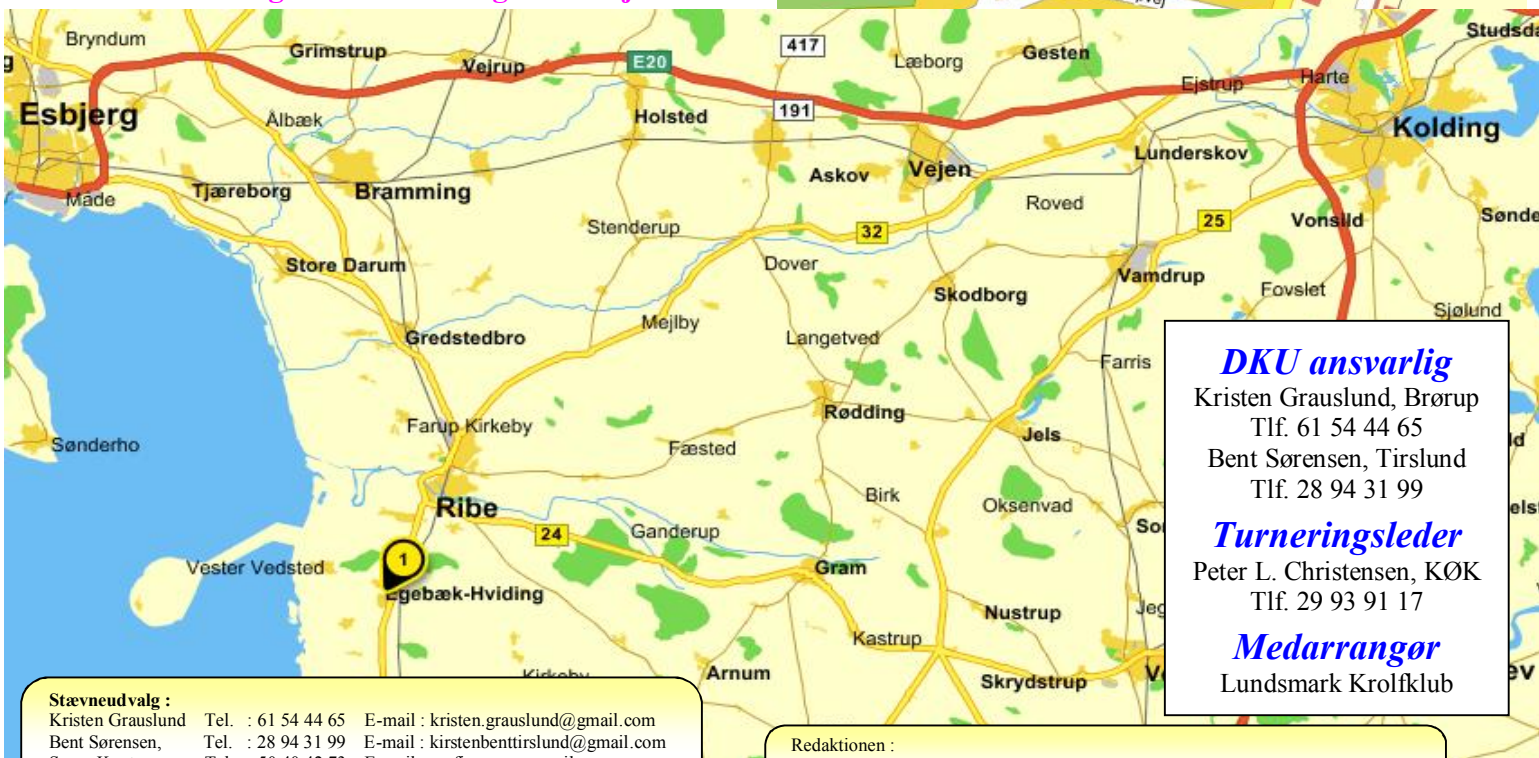 Bryndum
Grimstrup
Vejrup
E20
417
Læborg
Gesten
Ejstrup
Harte
Esbjerg
Ålbæk
Holsted
191
Kolding
Lunderskov
Måde
Tjæreborg
Bramming
Askov
Vejen
Roved
Stenderup
32
25
Vonsild
Store Darum
Dover
Vamdrup
Skodborg
Fovslet
Sjølund
Gredstedbro
Mejlby
Langetved
Farris
Sønderho
Farup Kirkeby
Rødding
Jels
Fæsted
Ribe
Birk
Oksenvad
24
Ganderup
Vester Vedsted
1
Egebæk-Hviding
Gram
Nustrup
Kastrup
Arnum
Skrydstrup
DKU ansvarlig
Kristen Grauslund, Brørup
Tlf. 61 54 44 65
Bent Sørensen, Tirslund
Tlf. 28 94 31 99
Turneringsleder
Peter L. Christensen, KØK
Tlf. 29 93 91 17
Medarrangør
Lundsmark Krolfklub
Stævneudvalg :
Kristen Grauslund Tel. : 61 54 44 65 E-mail : kristen.grauslund@gmail.com
Bent Sørensen, Tel. : 28 94 31 99 E-mail : kirstenbenttirslund@gmail.com
Redaktionen :